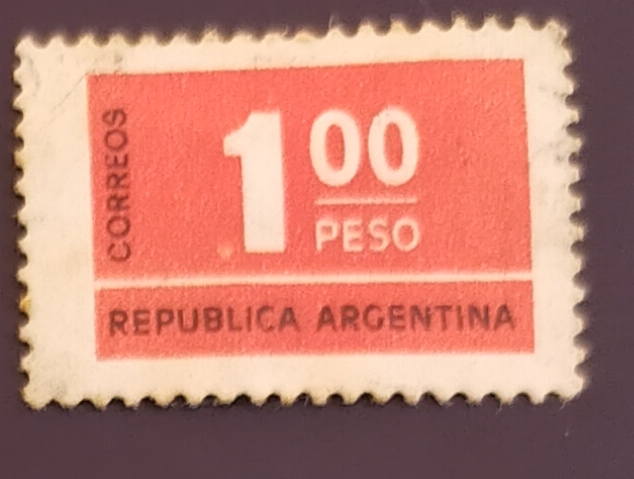 CORREOS
1 00
PESO
REPUBLICA ARGENTINA